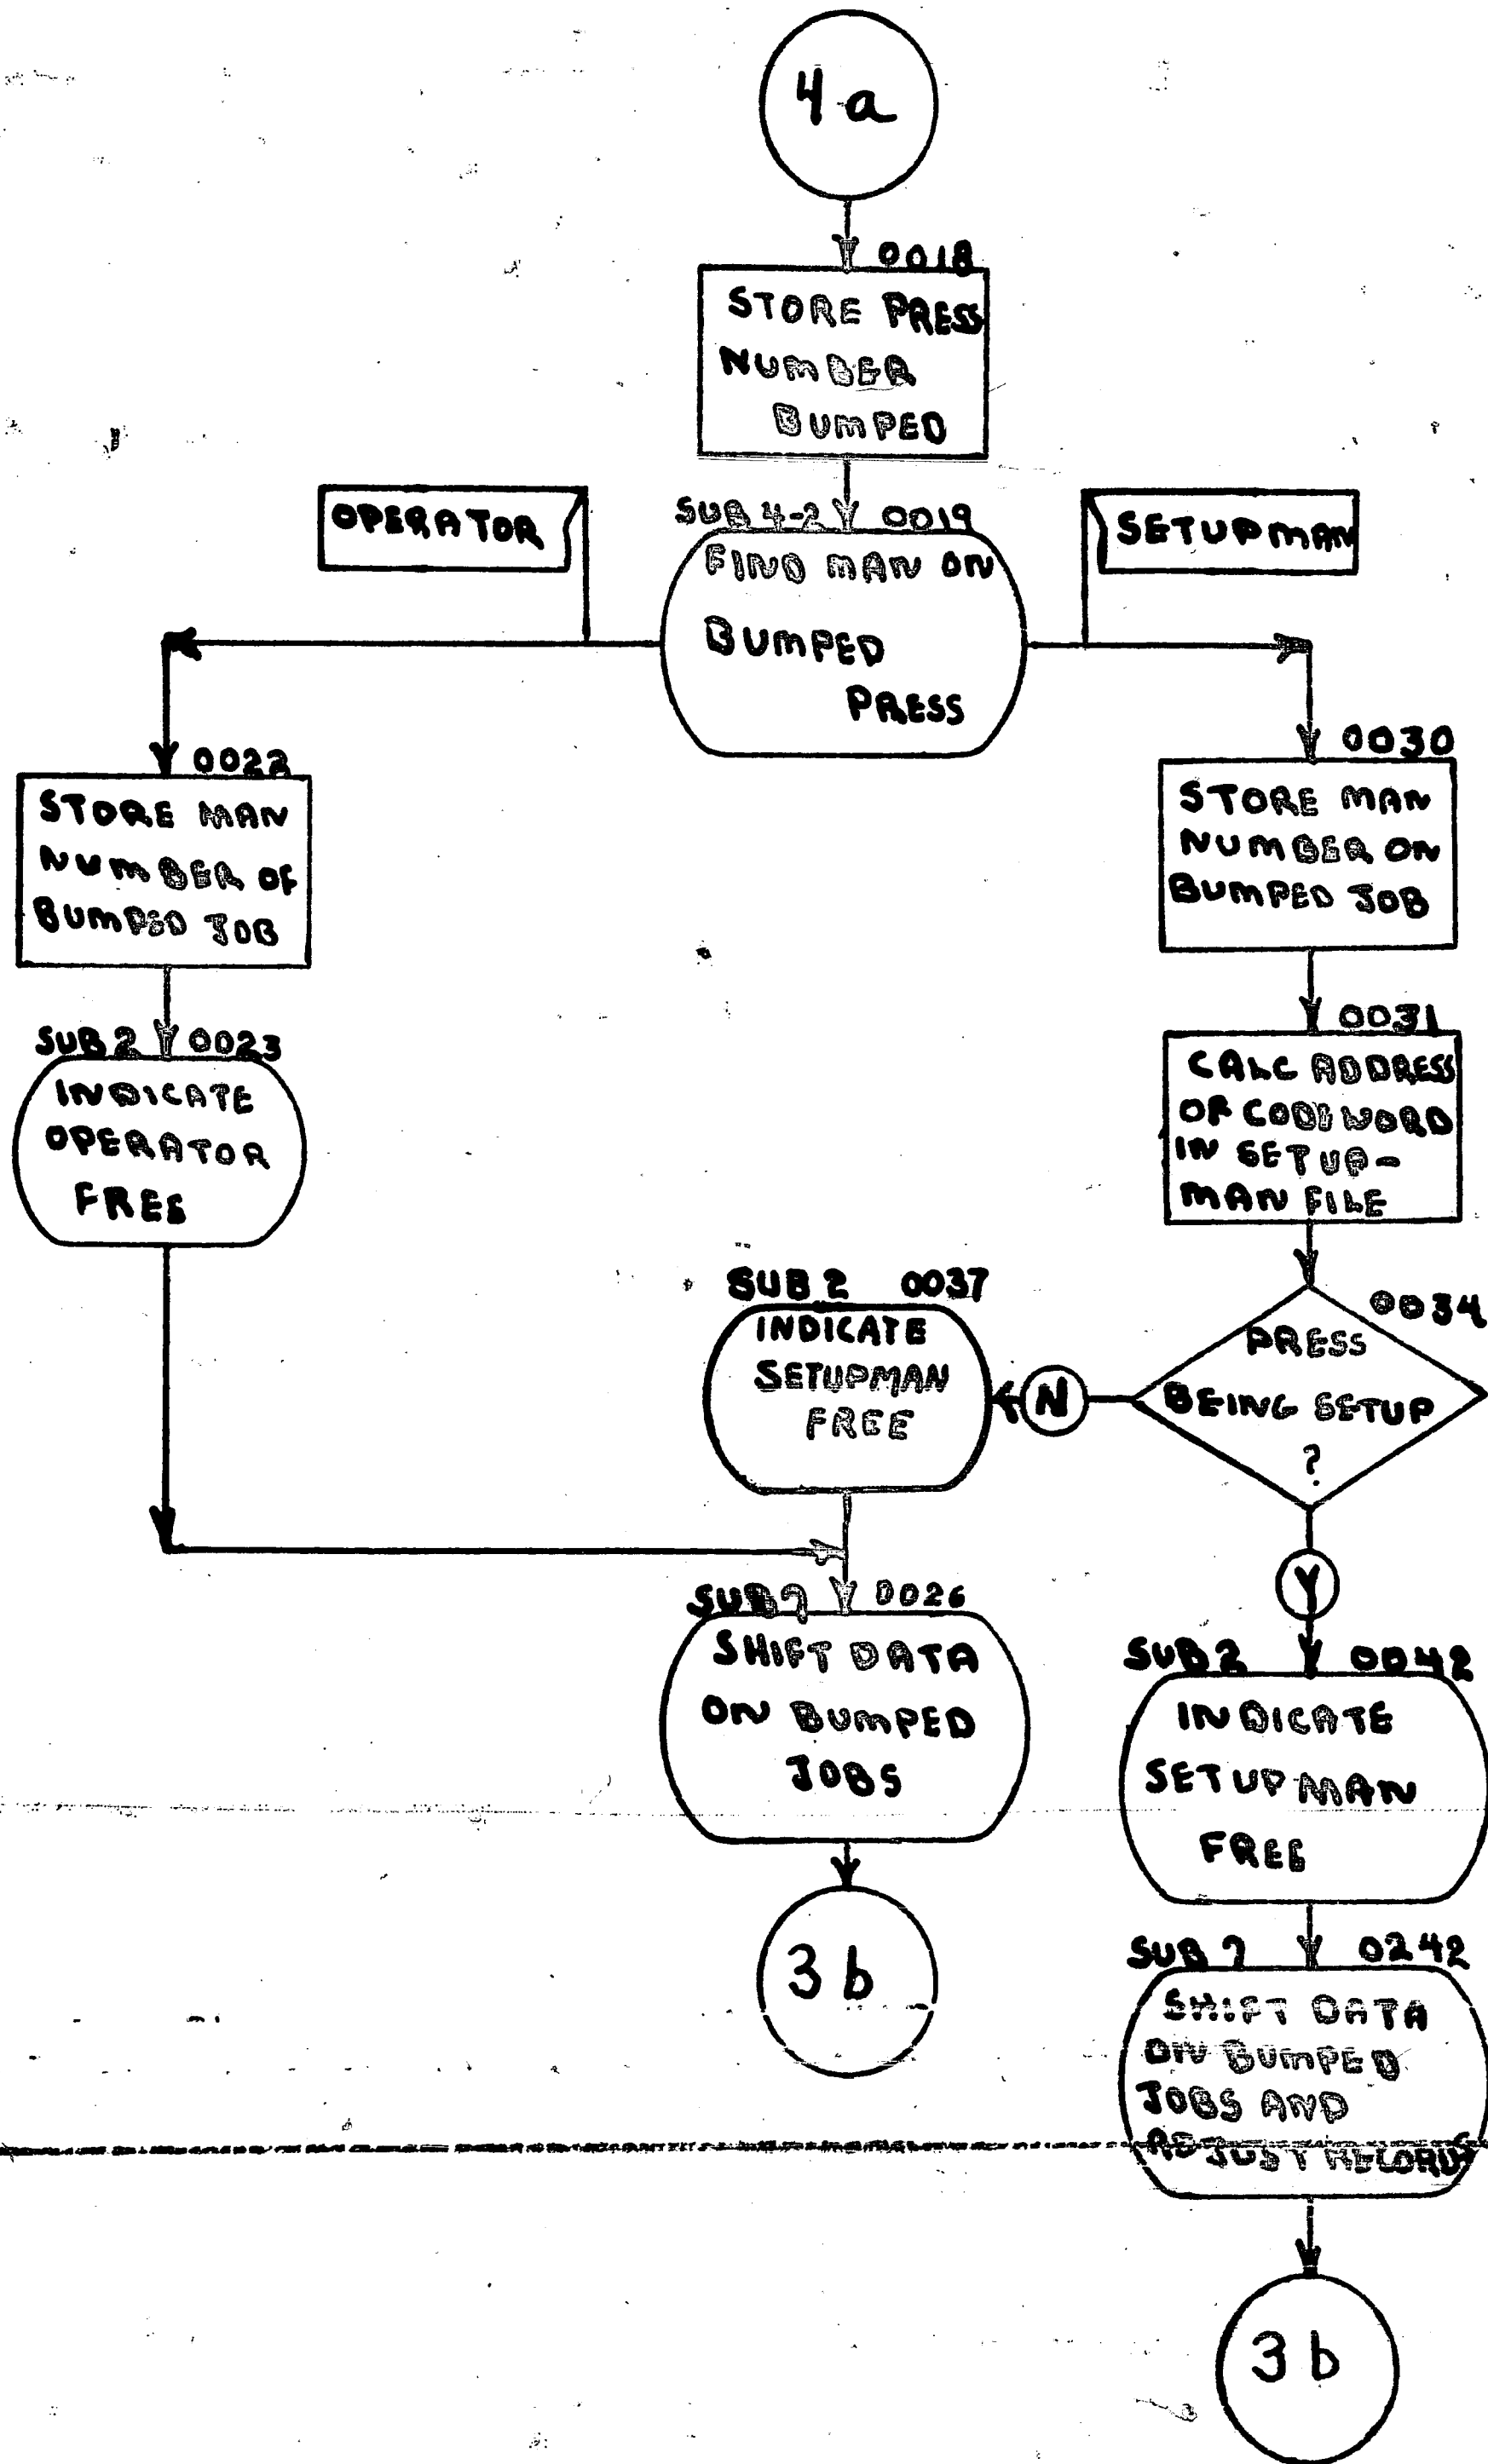 4a
0018
STORE PRESS
NUMBER
BUMPED
OPERATOR
SUB 4-2 0019
SETUPMAN
FIND MAN ON
BUMPED
PRESS
0022
STORE MAN
NUMBER OF
BUMPED JOB
SUB 2 0023
INDICATE
OPERATOR
FREE
0030
STORE MAN
NUMBER ON
BUMPED JOB
0031
CALC ADDRESS
OF CODEWORD
IN SETUP-
MAN FILE
0034
PRESS
BEING SETUP
?
N
SUB 2 0037
INDICATE
SETUPMAN
FREE
Y
SUB 7 0026
SHIFT DATA
ON BUMPED
JOBS
3b
SUB 2 0042
INDICATE
SETUPMAN
FREE
SUB 7 0242
SHIFT DATA
ON BUMPED
JOBS AND
ADJUST RECORDS
3b